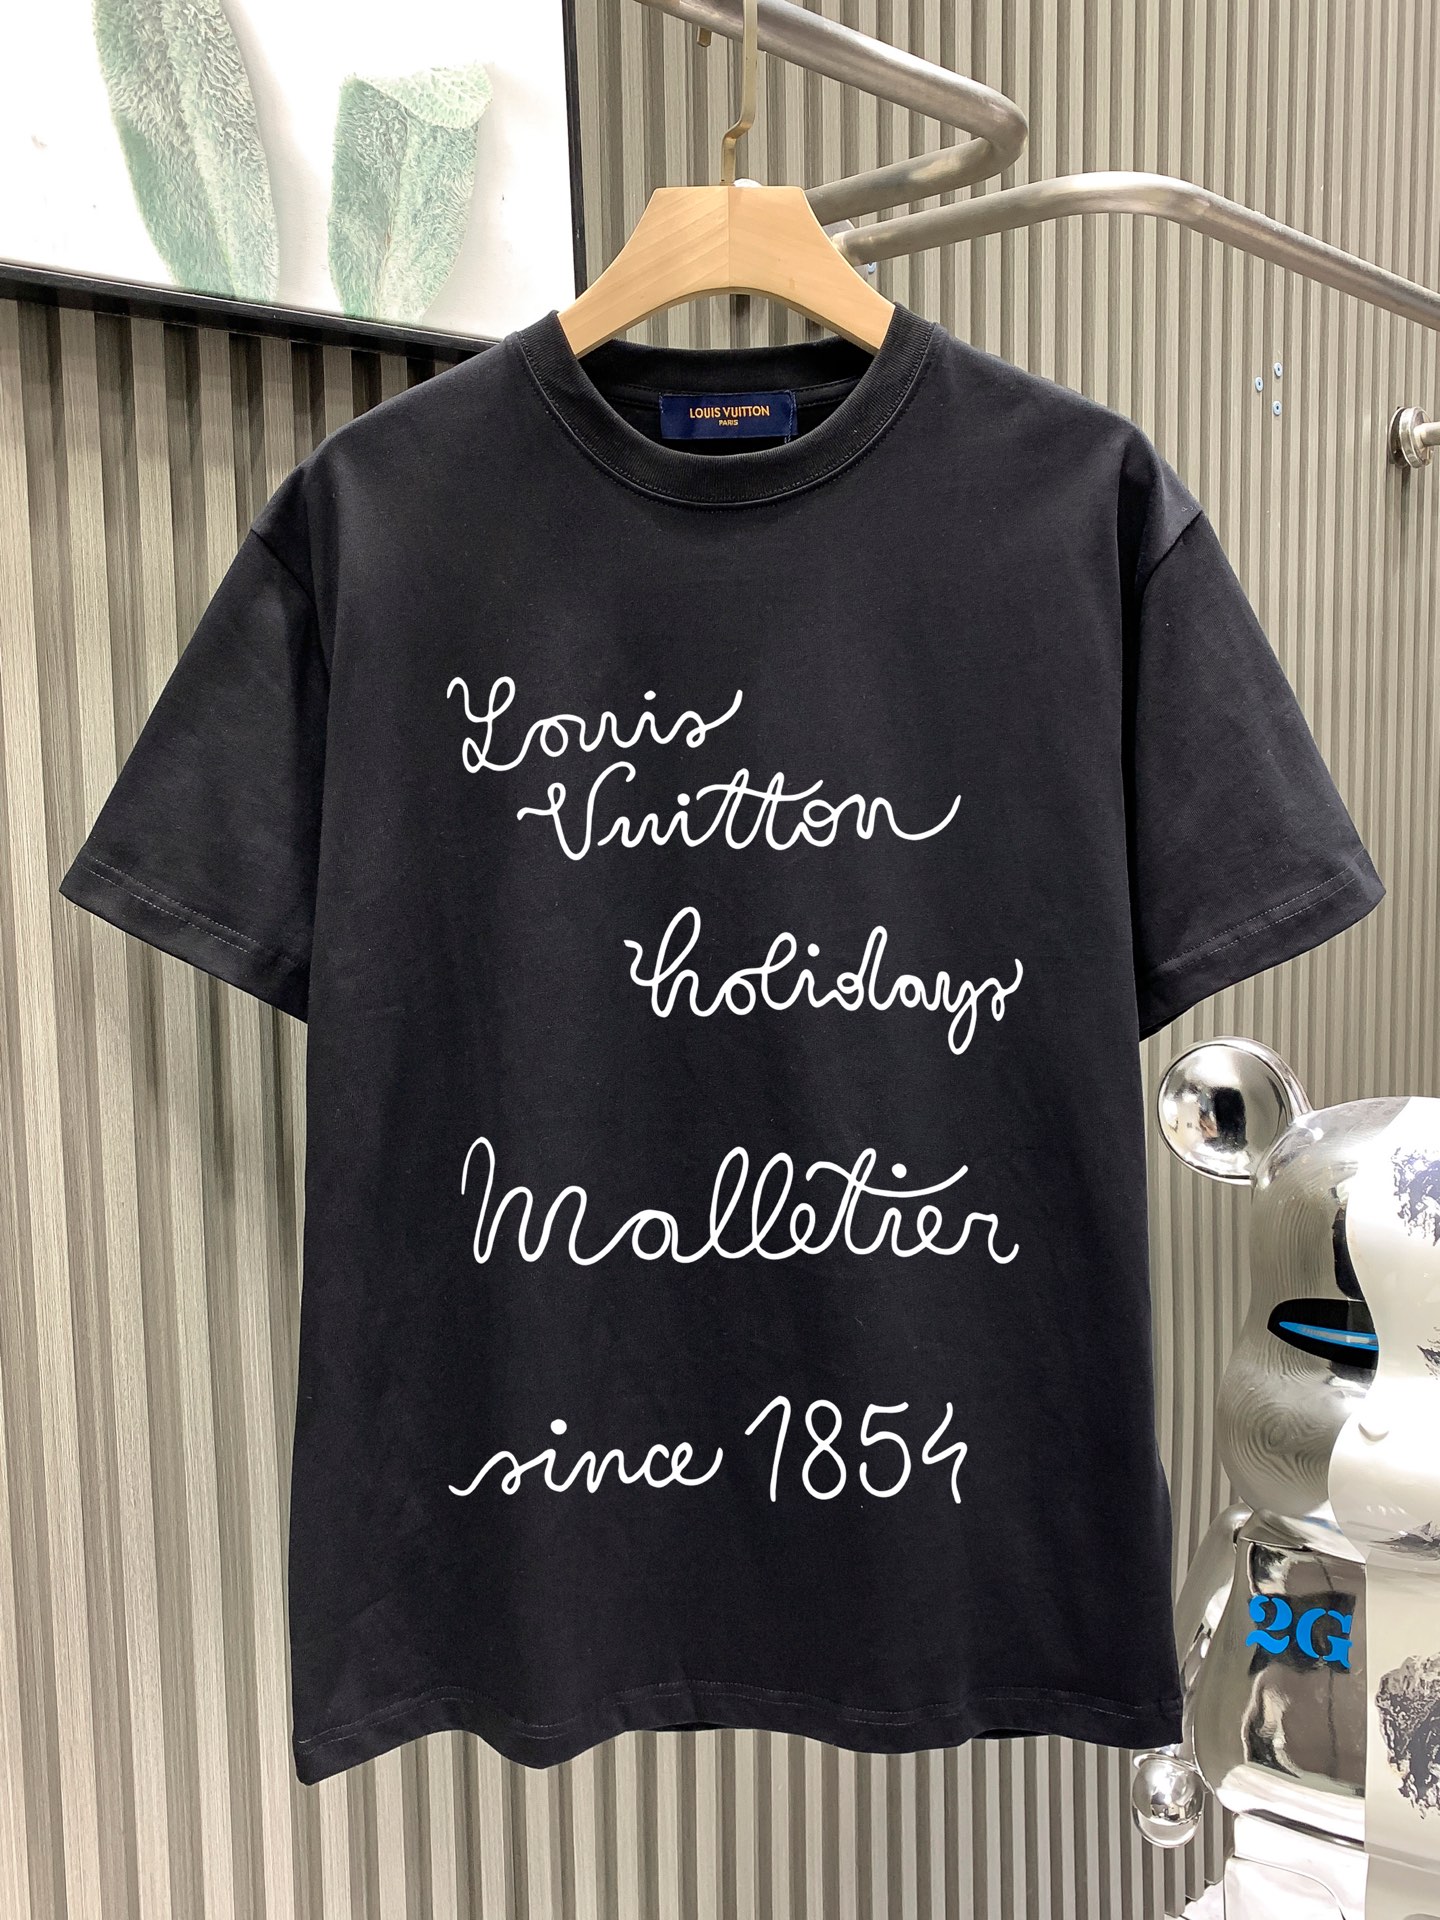 LOUIS VUITTON
PARIS
Louis
Vuitton
holidays
Malletier
since 1854
2G